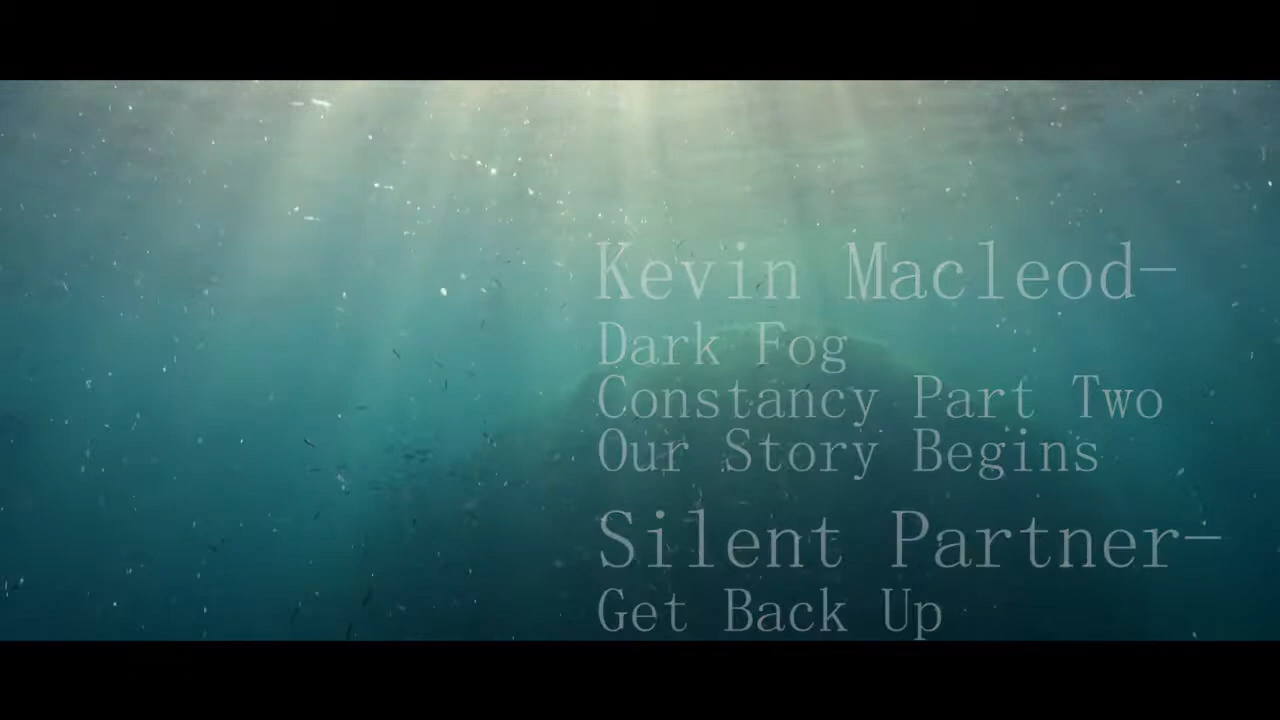 Kevin Macleod—
Dark Fog
Constancy Part Two
Our Story Begins
Silent Partner—
Get Back Up